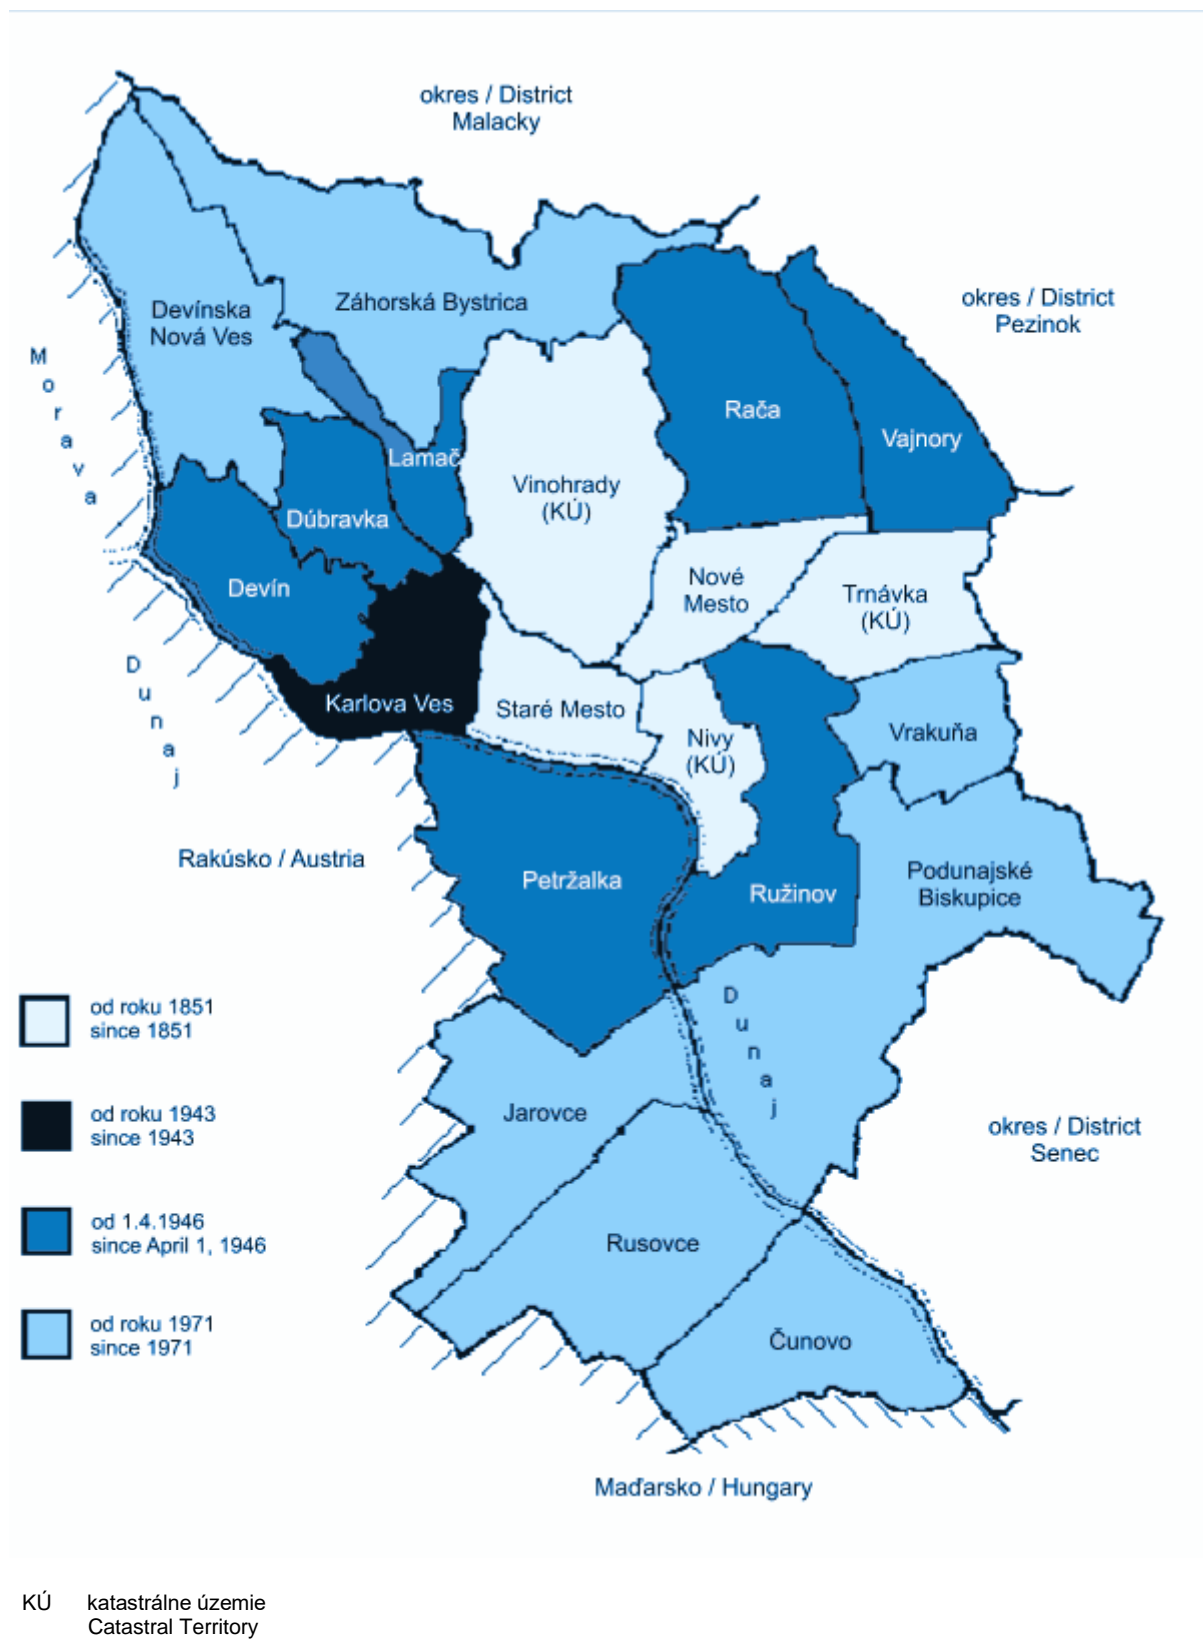 okres / District
Malacky
okres / District
Pezinok
Devínska
Nová Ves
Záhorská Bystrica
Morava
Rača
Vajnory
Lamač
Vinohrady
(KÚ)
Dúbravka
Devín
Nové
Mesto
Trnávka
(KÚ)
Dunaj
Karlova Ves
Staré Mesto
Nivy
(KÚ)
Vrakuňa
Rakúsko / Austria
Petržalka
Ružinov
Podunajské
Biskupice
Dunaj
od roku 1851
since 1851
od roku 1943
since 1943
od 1.4.1946
since April 1, 1946
od roku 1971
since 1971
Jarovce
okres / District
Senec
Rusovce
Čunovo
Maďarsko / Hungary
KÚ katastrálne územie
Catastral Territory